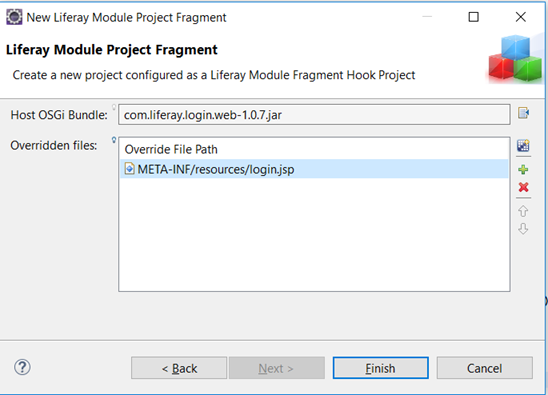 New Liferay Module Project Fragment
Liferay Module Project Fragment
Create a new project configured as a Liferay Module Fragment Hook Project
Host OSGi Bundle: com.liferay.login.web-1.0.7.jar
Overridden files:
Override File Path
META-INF/resources/login.jsp
? < Back Next > Finish Cancel